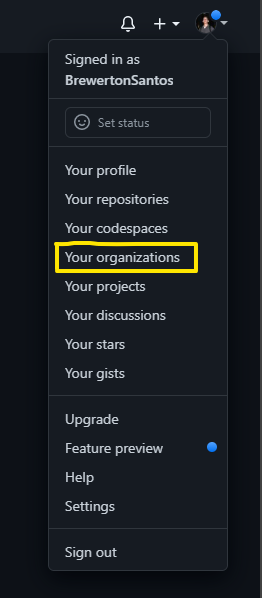 Signed in as
BrewertonSantos
Set status
Your profile
Your repositories
Your codespaces
Your organizations
Your projects
Your discussions
Your stars
Your gists
Upgrade
Feature preview
Help
Settings
Sign out